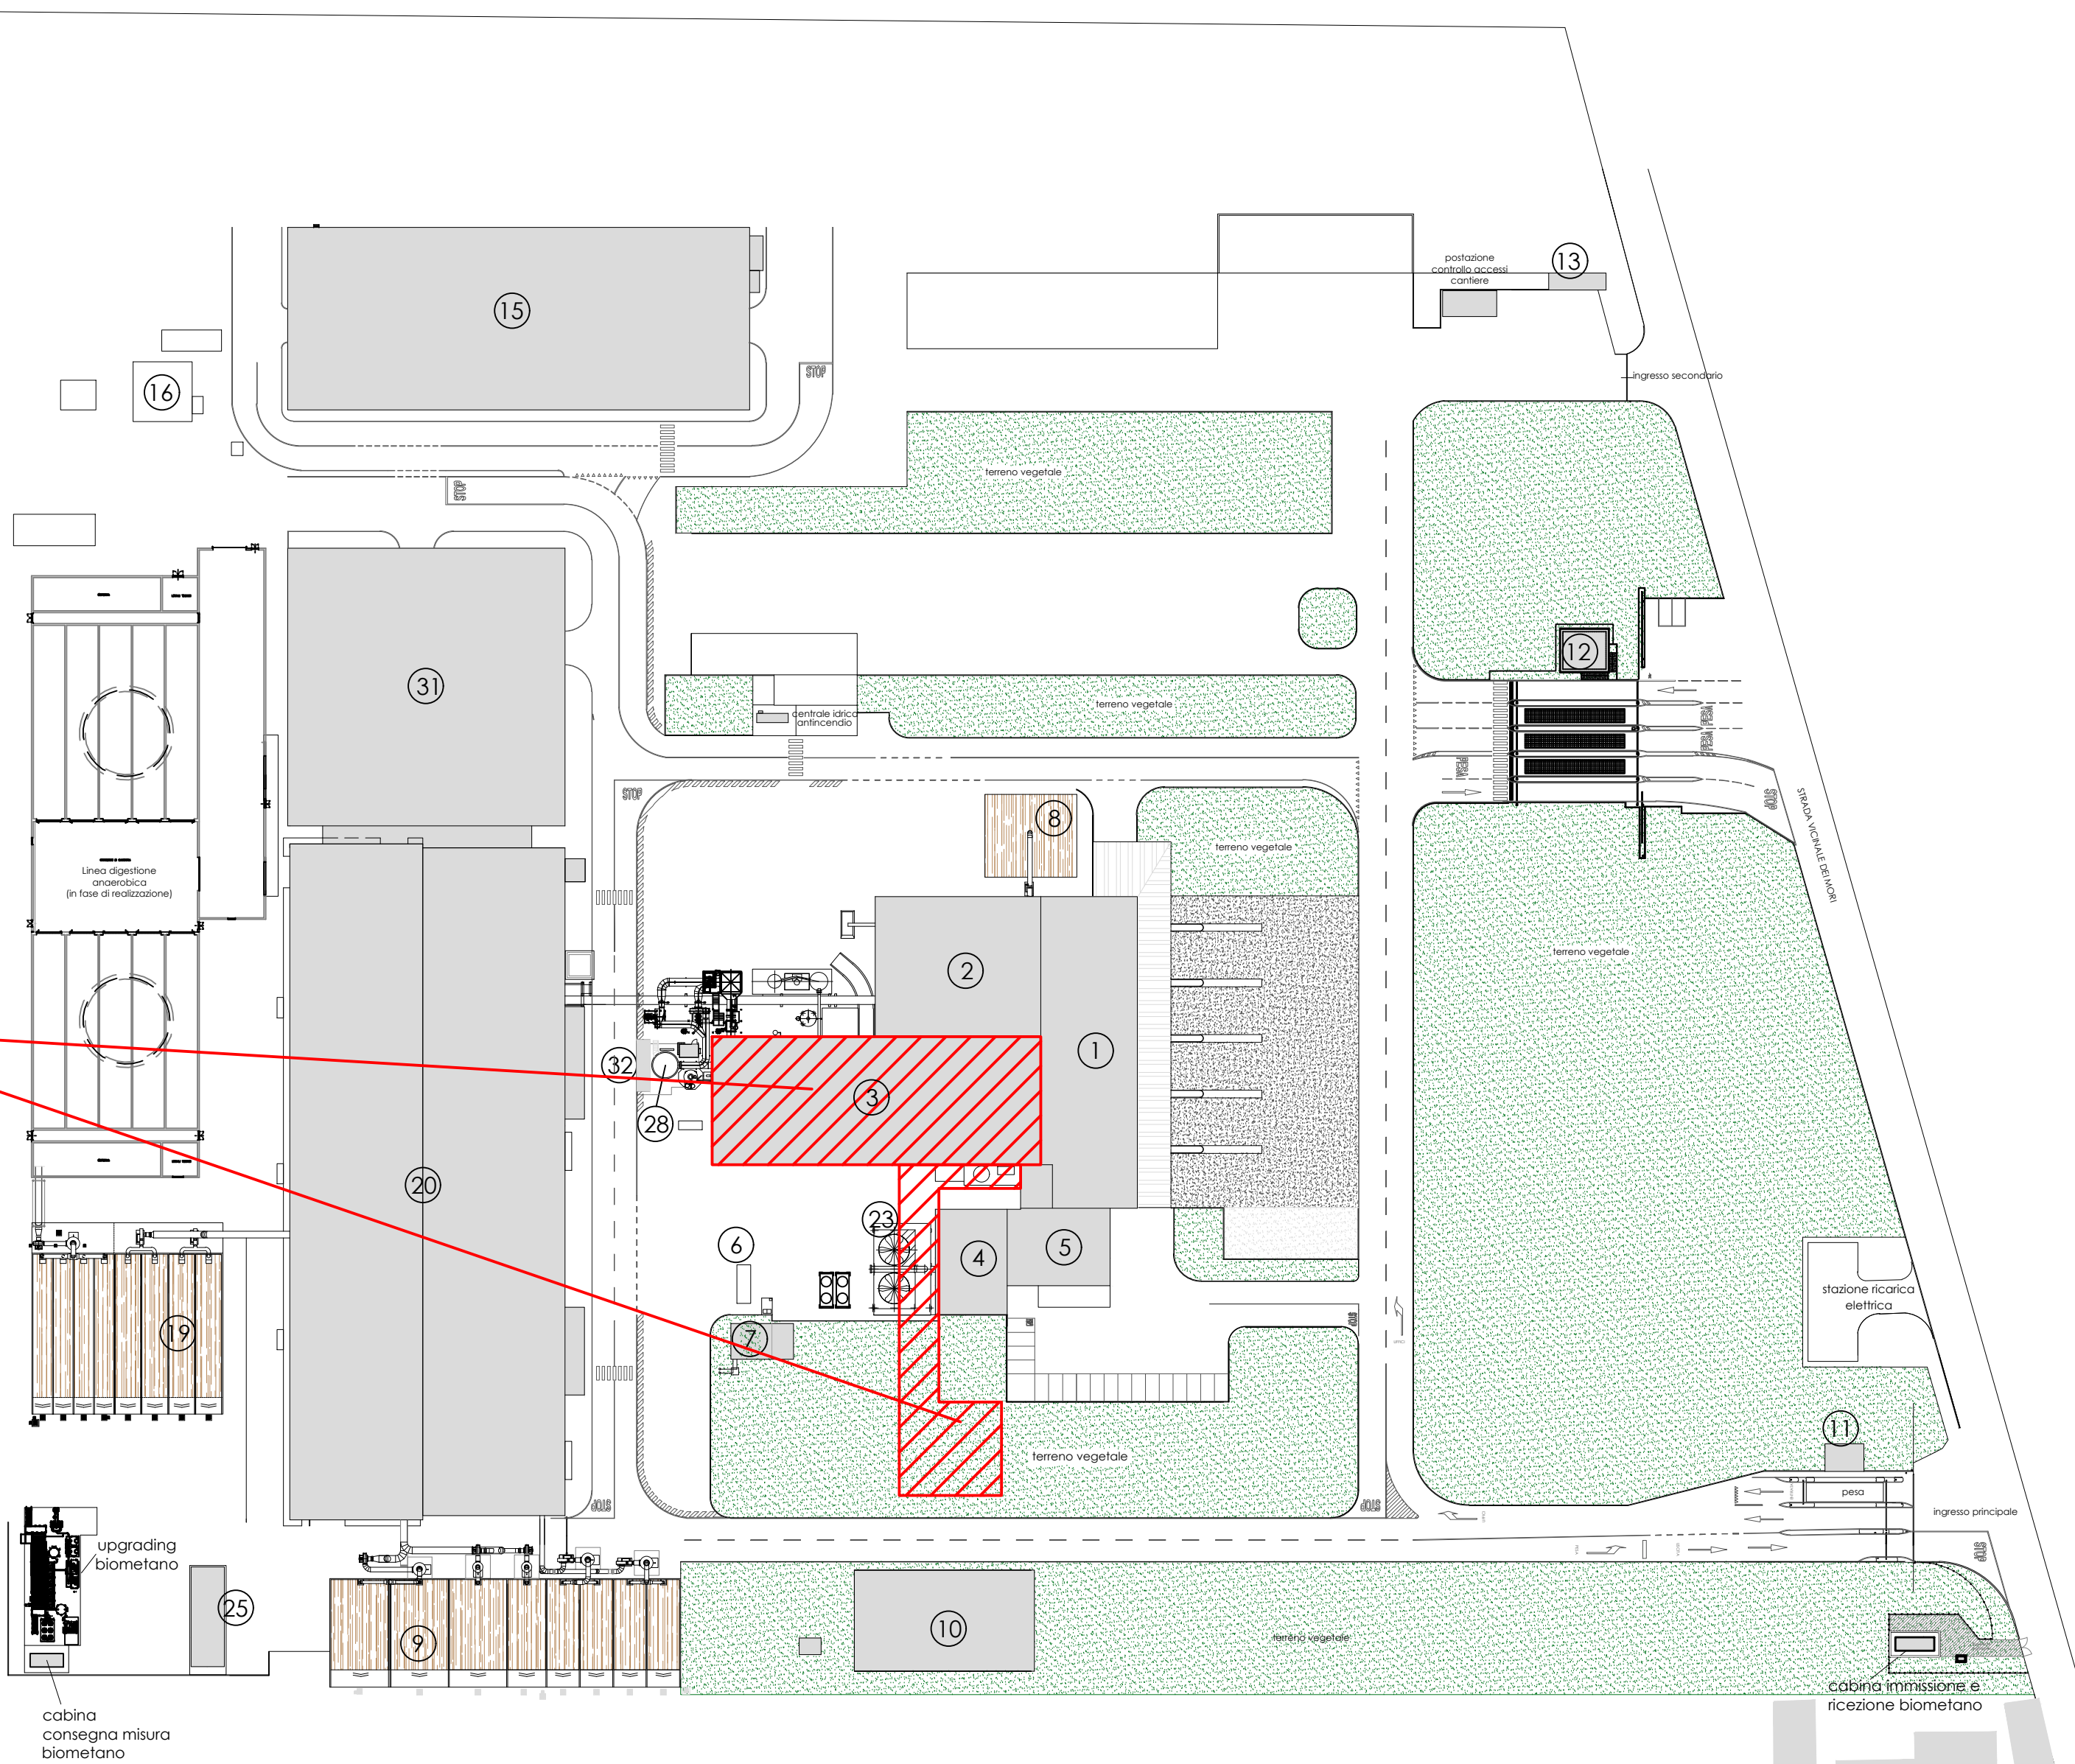 postazione
controllo accessi
cantiere
13
15
ingresso secondario
STOP
16
terreno vegetale
STOP
12
31
terreno vegetale
centrale idrica
antincendio
PESA PESA
PESA PESA
PESA
STOP
STOP
STRADA VICINALE DEI MORI
8
terreno vegetale
Linea digestione
anaerobica
(in fase di realizzazione)
terreno vegetale
2
1
32
3
28
20
23
6
4
5
stazione ricarica
elettrica
STOP
19
7
11
terreno vegetale
pesa
STOP
STOP
ingresso principale
STOP
upgrading
biometano
25
9
10
terreno vegetale
cabina immissione e
ricezione biometano
cabina
consegna misura
biometano